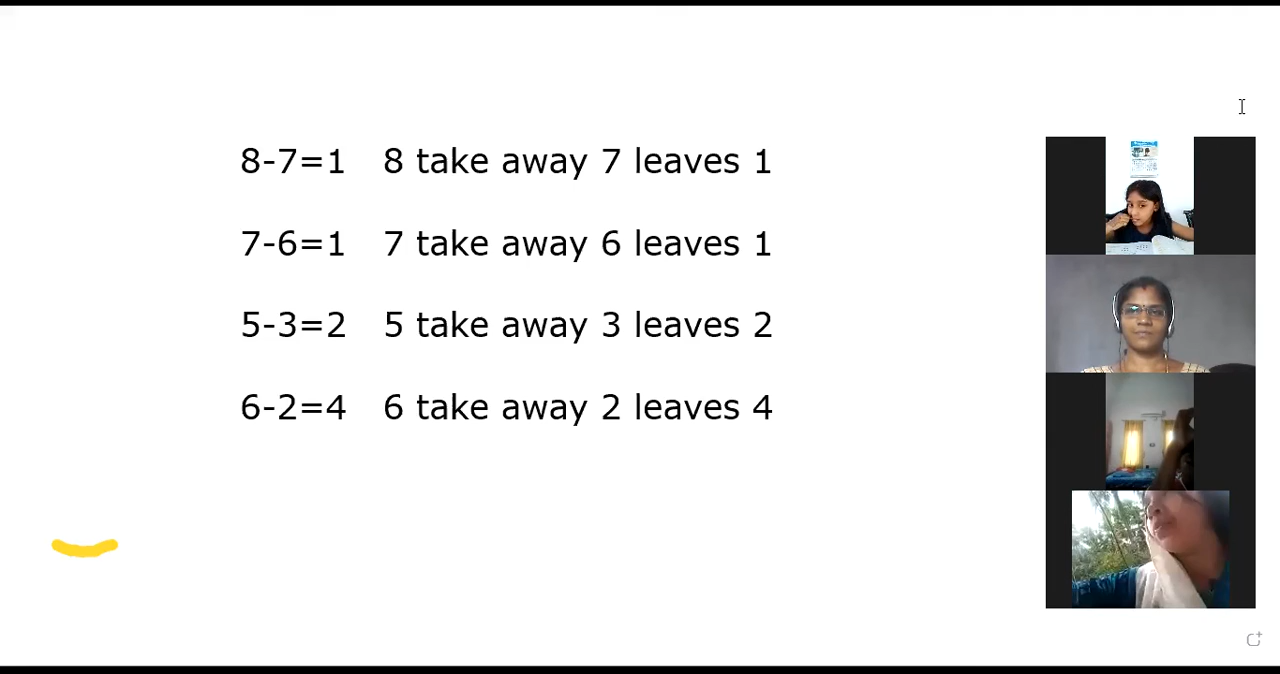 8-7=1 8 take away 7 leaves 1
7-6=1 7 take away 6 leaves 1
5-3=2 5 take away 3 leaves 2
6-2=4 6 take away 2 leaves 4